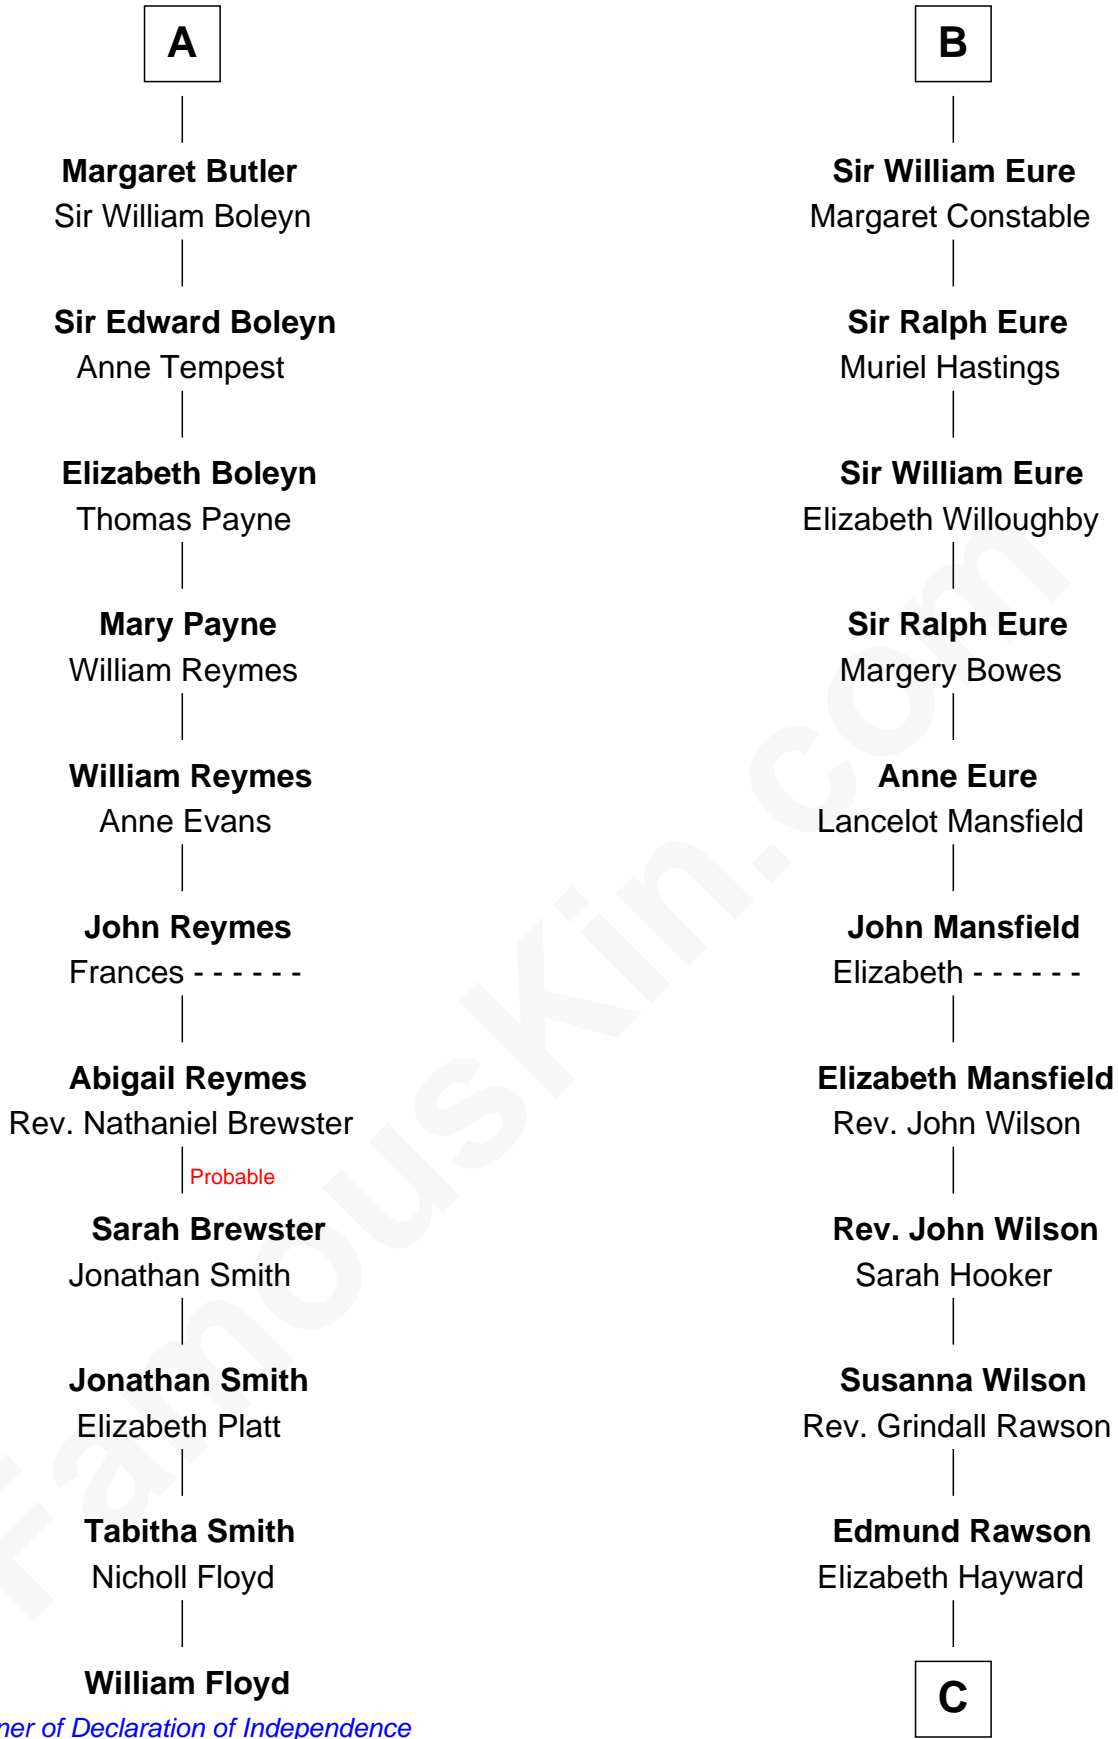 A
Margaret Butler
Sir William Boleyn
Sir Edward Boleyn
Anne Tempest
Elizabeth Boleyn
Thomas Payne
Mary Payne
William Reymes
William Reymes
Anne Evans
John Reymes
Frances - - - - - -
Abigail Reymes
Rev. Nathaniel Brewster
Probable
Sarah Brewster
Jonathan Smith
Jonathan Smith
Elizabeth Platt
Tabitha Smith
Nicholl Floyd
William Floyd
ner of Declaration of Independence
B
Sir William Eure
Margaret Constable
Sir Ralph Eure
Muriel Hastings
Sir William Eure
Elizabeth Willoughby
Sir Ralph Eure
Margery Bowes
Anne Eure
Lancelot Mansfield
John Mansfield
Elizabeth - - - - - -
Elizabeth Mansfield
Rev. John Wilson
Rev. John Wilson
Sarah Hooker
Susanna Wilson
Rev. Grindall Rawson
Edmund Rawson
Elizabeth Hayward
C
FamousKin.com